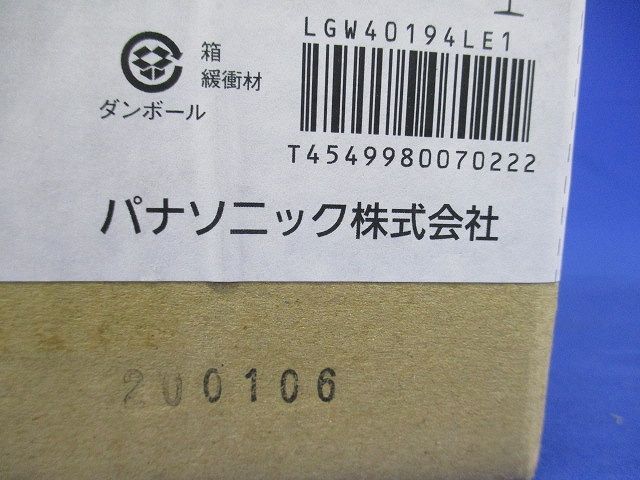 LGW40194LE1
箱
緩衝材
ダンボール
T4549980070222
パナソニック株式会社
200106